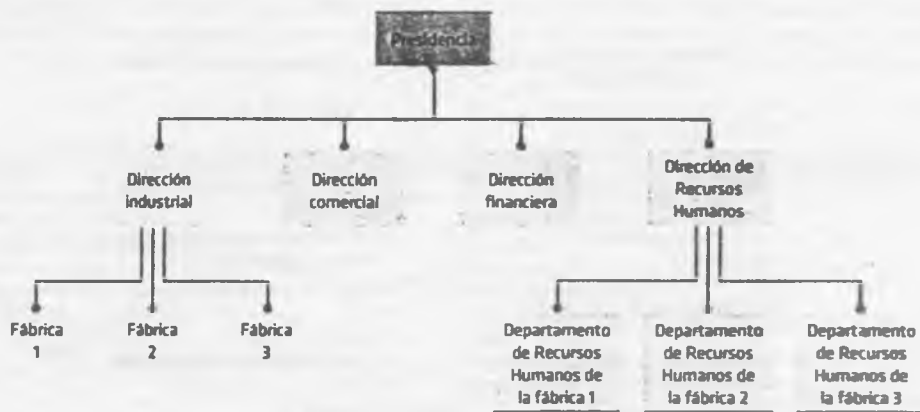 Presidencia
Dirección
industrial
Dirección
comercial
Dirección
financiera
Dirección de
Recursos
Humanos
Fábrica
1
Fábrica
2
Fábrica
3
Departamento
de Recursos
Humanos de
la fábrica 1
Departamento
de Recursos
Humanos de
la fábrica 2
Departamento
de Recursos
Humanos de
la fábrica 3